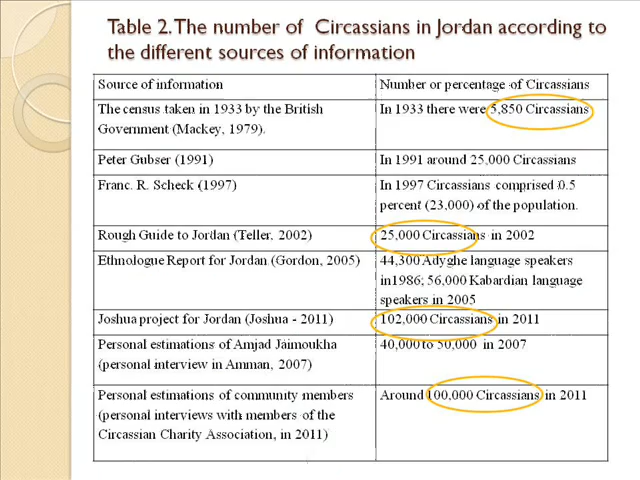 Table 2. The number of Circassians in Jordan according to
the different sources of information
Source of information
Number or percentage of Circassians
The census taken in 1933 by the British
Government (Mackey, 1979).
In 1933 there were 5,850 Circassians
Peter Gubser (1991)
In 1991 around 25,000 Circassians
Franc. R. Scheck (1997)
In 1997 Circassians comprised 0.5
percent (23,000) of the population.
Rough Guide to Jordan (Teller, 2002)
25,000 Circassians in 2002
Ethnologue Report for Jordan (Gordon, 2005)
44,300 Adyghe language speakers
in1986; 56,000 Kabardian language
speakers in 2005
Joshua project for Jordan (Joshua - 2011)
102,000 Circassians in 2011
Personal estimations of Amjad Jaimoukha
(personal interview in Amman, 2007)
40,000 to 50,000 in 2007
Personal estimations of community members
(personal interviews with members of the
Circassian Charity Association, in 2011)
Around 100,000 Circassians in 2011